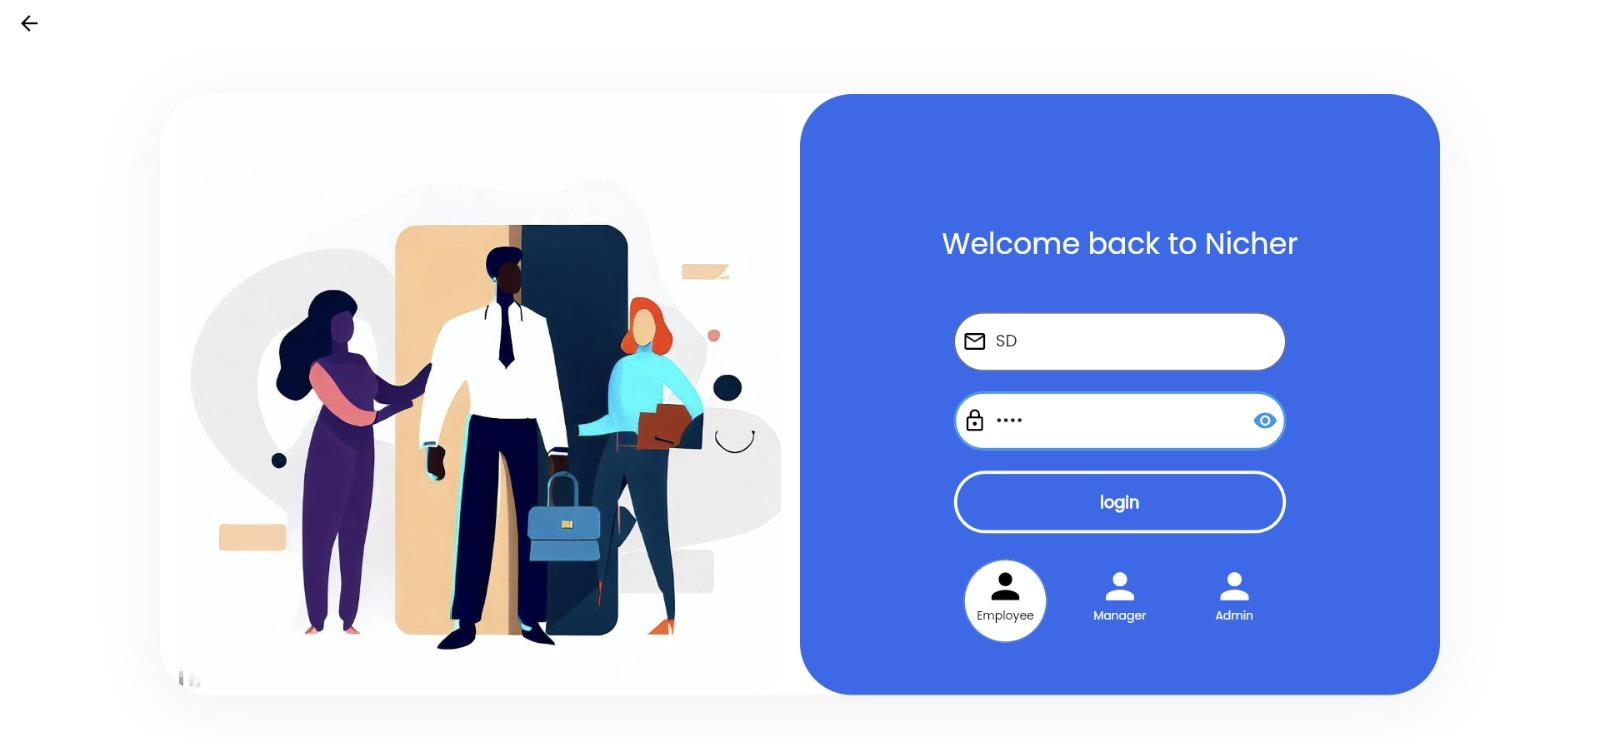 Welcome back to Nicher
SD
••••
login
Employee
Manager
Admin